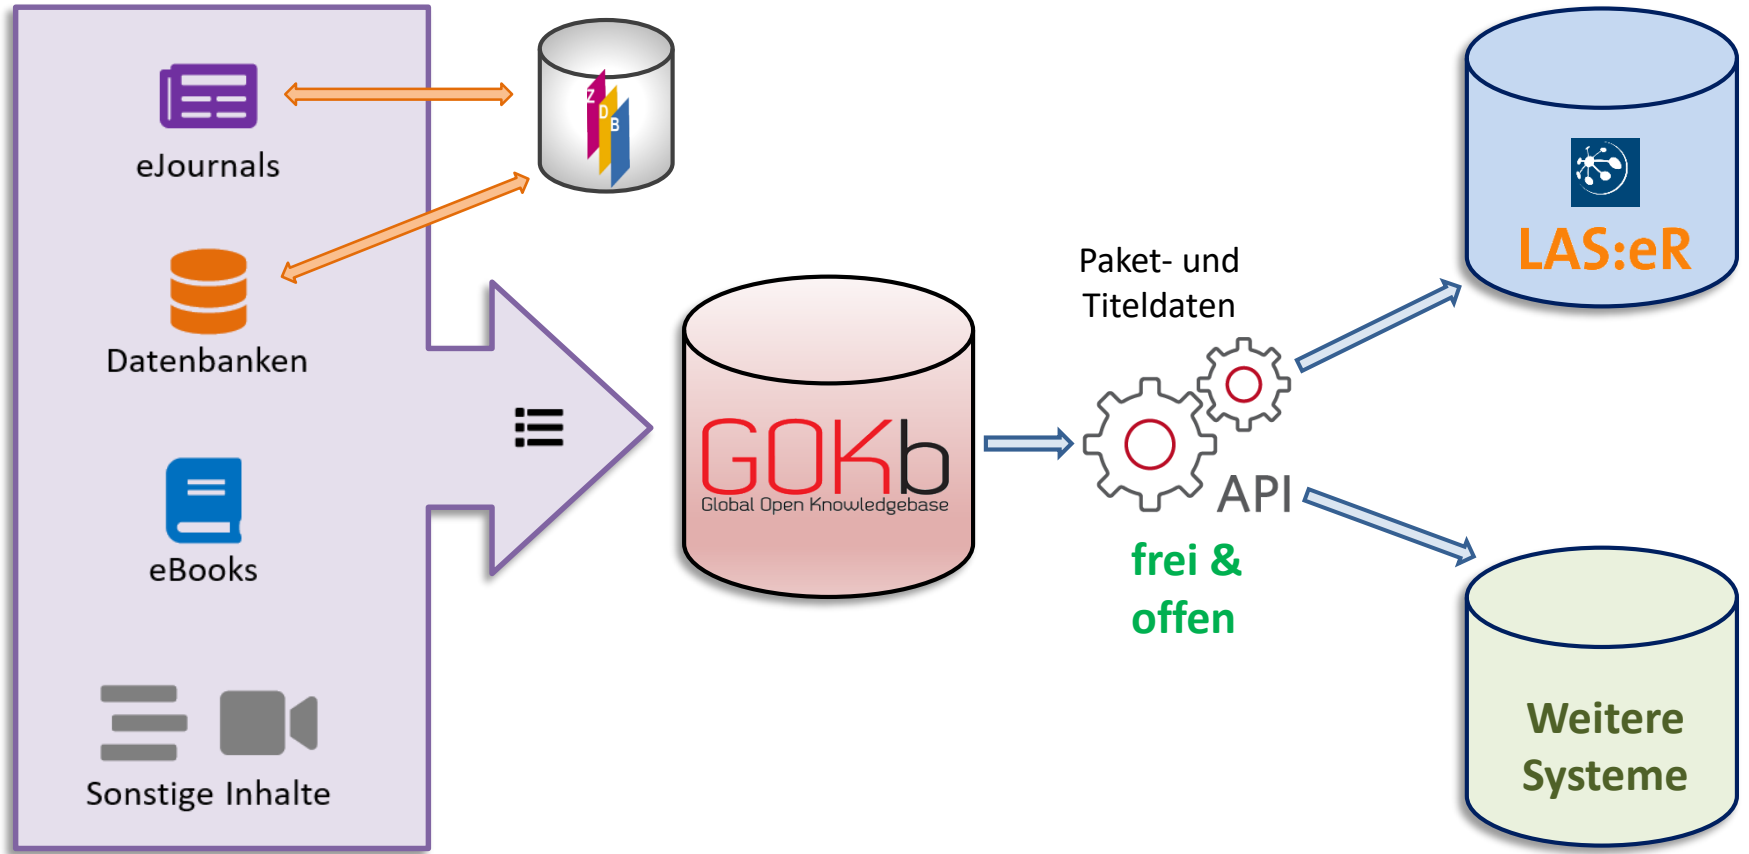 eJournals
Datenbanken
eBooks
Sonstige Inhalte
Z
D
B
GOKb
Global Open Knowledgebase
Paket- und
Titeldaten
API
frei &
offen
LAS:eR
Weitere
Systeme